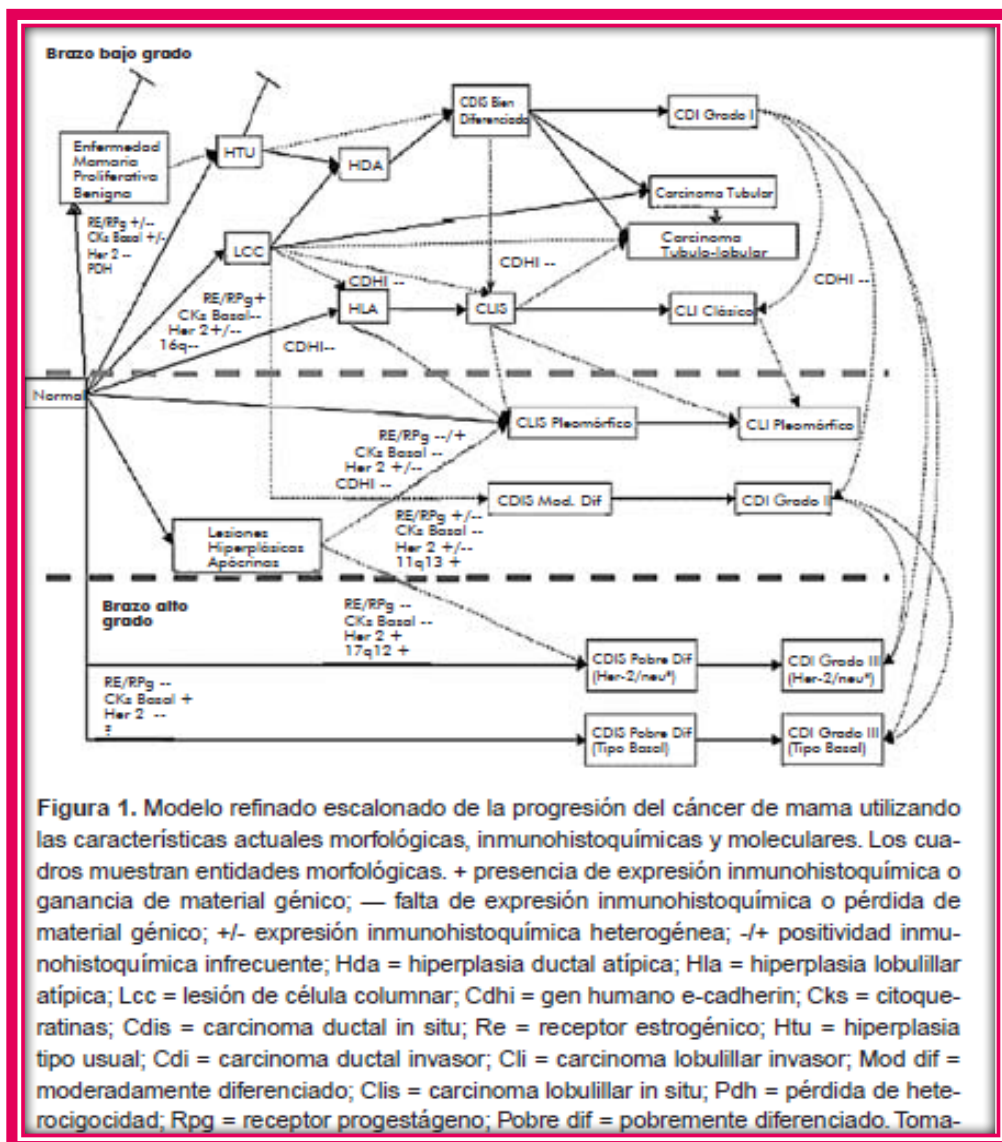 Brazo bajo grado
CDIS Bien
Diferenciado
CDI Grado I
Enfermedad
Mamaria
Proliferativa
Benigna
HTU
HDA
Carcinoma Tubular
RE/RPg +/--
CKs Basal +/-
Her 2 --
PDH
LCC
Carcinoma
Tubulo-lobular
CDHI --
CDHI --
CDHI --
RE/RPg+
CKs Basal--
Her 2+/--
16q--
HLA
CLIS
CLI Clásico
CDHI--
Normal
CLIS Pleomórfico
CLI Pleomórfico
RE/RPg --/+
CKs Basal --
Her 2 +/--
CDHI --
CDIS Mod. Dif
CDI Grado II
Lesiones
Hiperplásicas
Apócrinas
RE/RPg +/--
CKs Basal --
Her 2 +/--
11q13 +
Brazo alto
grado
RE/RPg --
CKs Basal --
Her 2 +
17q12 +
CDIS Pobre Dif
(Her-2/neu*)
CDI Grado III
(Her-2/neu*)
RE/RPg --
CKs Basal +
Her 2 --
?
CDIS Pobre Dif
(Tipo Basal)
CDI Grado III
(Tipo Basal)
Figura 1. Modelo refinado escalonado de la progresión del cáncer de mama utilizando
las características actuales morfológicas, inmunohistoquímicas y moleculares. Los cua-
dros muestran entidades morfológicas. + presencia de expresión inmunohistoquímica o
ganancia de material génico; — falta de expresión inmunohistoquímica o pérdida de
material génico; +/- expresión inmunohistoquímica heterogénea; -/+ positividad inmu-
nohistoquímica infrecuente; Hda = hiperplasia ductal atípica; Hla = hiperplasia lobulillar
atípica; Lcc = lesión de célula columnar; Cdhi = gen humano e-cadherin; Cks = citoque-
ratinas; Cdis = carcinoma ductal in situ; Re = receptor estrogénico; Htu = hiperplasia
tipo usual; Cdi = carcinoma ductal invasor; Cli = carcinoma lobulillar invasor; Mod dif =
moderadamente diferenciado; Clis = carcinoma lobulillar in situ; Pdh = pérdida de hete-
rocigocidad; Rpg = receptor progestágeno; Pobre dif = pobremente diferenciado. Toma-